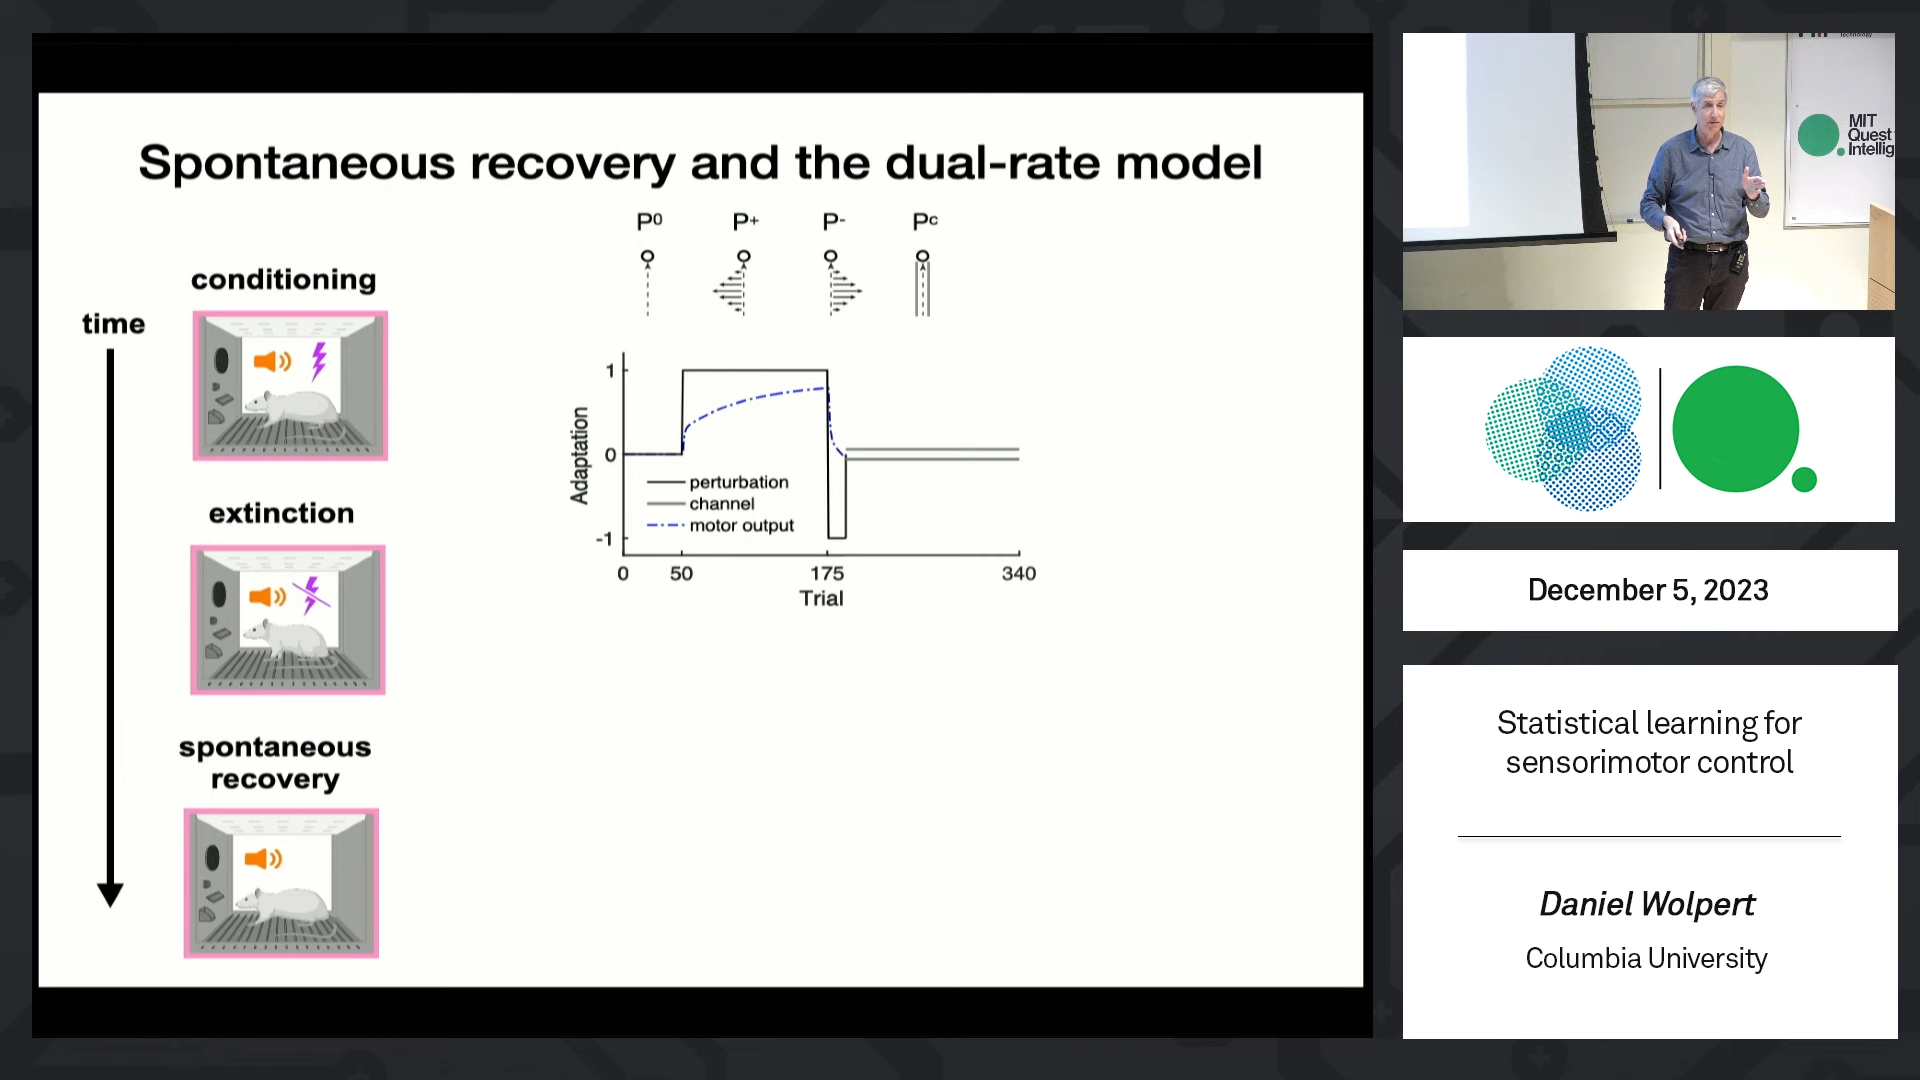 Spontaneous recovery and the dual-rate model
P0
P+
P-
Pc
conditioning
time
extinction
spontaneous
recovery
1
0
-1
Adaptation
perturbation
channel
motor output
0
50
175
340
Trial
MIT
Quest
Intellig
December 5, 2023
Statistical learning for
sensorimotor control
Daniel Wolpert
Columbia University